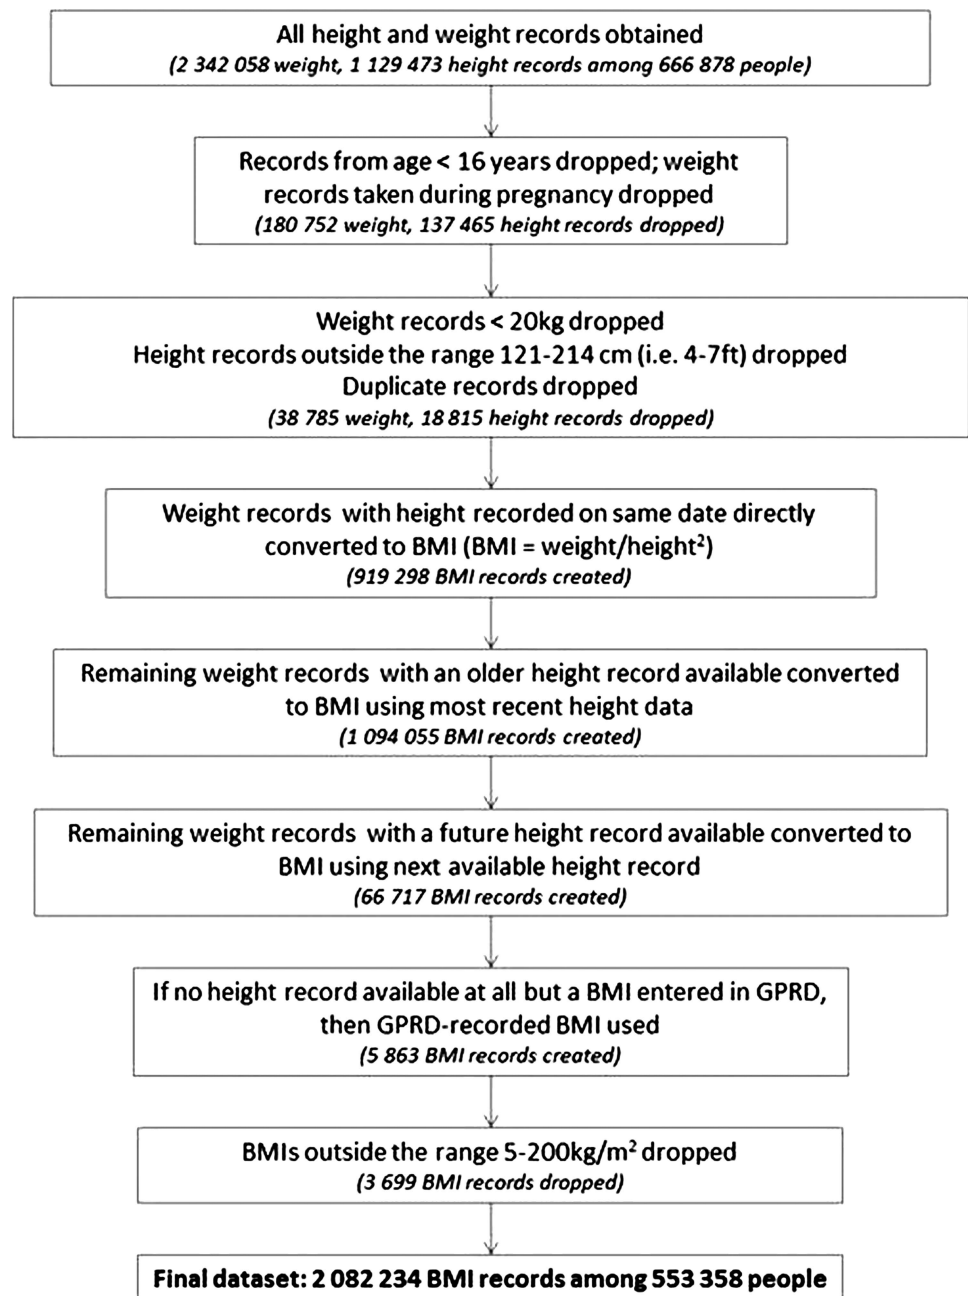 All height and weight records obtained
(2 342 058 weight, 1 129 473 height records among 666 878 people)
Records from age < 16 years dropped; weight
records taken during pregnancy dropped
(180 752 weight, 137 465 height records dropped)
Weight records < 20kg dropped
Height records outside the range 121-214 cm (i.e. 4-7ft) dropped
Duplicate records dropped
(38 785 weight, 18 815 height records dropped)
Weight records with height recorded on same date directly
converted to BMI (BMI = weight/height²)
(919 298 BMI records created)
Remaining weight records with an older height record available converted
to BMI using most recent height data
(1 094 055 BMI records created)
Remaining weight records with a future height record available converted to
BMI using next available height record
(66 717 BMI records created)
If no height record available at all but a BMI entered in GPRD,
then GPRD-recorded BMI used
(5 863 BMI records created)
BMIs outside the range 5-200kg/m² dropped
(3 699 BMI records dropped)
Final dataset: 2 082 234 BMI records among 553 358 people